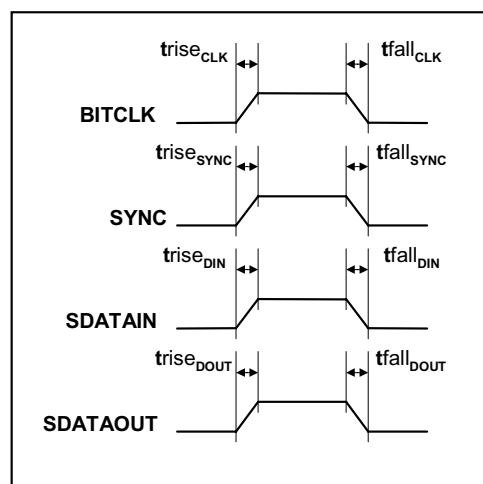 triseCLK tfallCLK
BITCLK
triseSYNC tfallSYNC
SYNC
triseDIN tfallDIN
SDATAIN
triseDOUT tfallDOUT
SDATAOUT